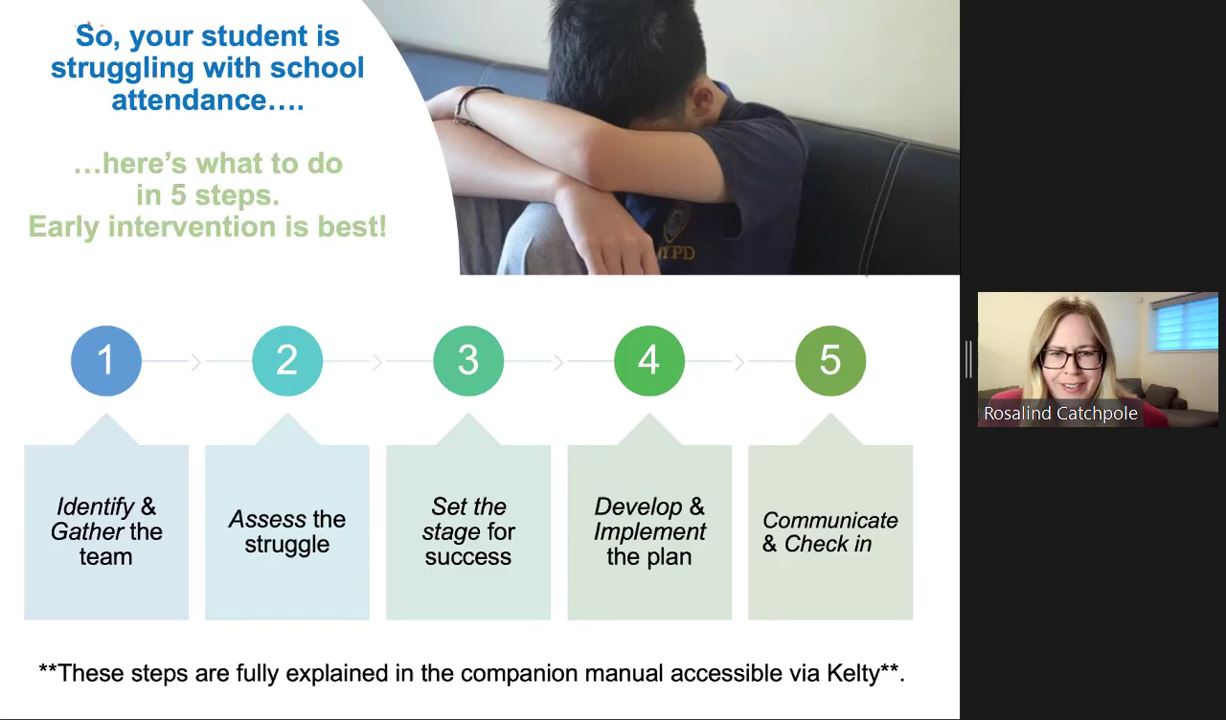 So, your student is
struggling with school
attendance….
…here's what to do
in 5 steps.
Early intervention is best!
1
2
3
4
5
Identify &
Gather the
team
Assess the
struggle
Set the
stage for
success
Develop &
Implement
the plan
Communicate
& Check in
**These steps are fully explained in the companion manual accessible via Kelty**.
Rosalind Catchpole